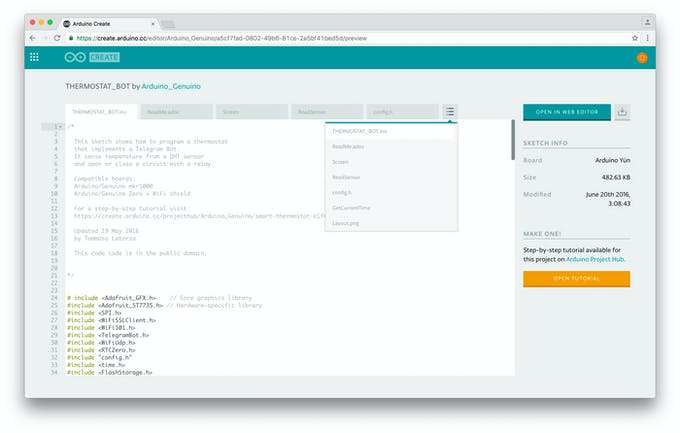 Arduino Create
https://create.arduino.cc/editor/Arduino_Genuino/a5cf7fad-0802-49b6-81ce-2a5bf41bed5d/preview
CREATE
THERMOSTAT_BOT by Arduino_Genuino
THERMOSTAT_BOT.ino
ReadMe.adoc
Screen
ReadSensor
config.h
OPEN IN WEB EDITOR
THERMOSTAT_BOT.ino
ReadMe.adoc
Screen
ReadSensor
config.h
GetCurrentTime
Layout.png
SKETCH INFO
Board Arduino Yún
Size 482.63 KB
Modified June 20th 2016,
3:08:43
MAKE ONE!
Step-by-step tutorial available
for this project on Arduino Project Hub.
OPEN TUTORIAL
1 /*
2
3 This sketch shows how to program a thermostat
4 that implements a Telegram Bot.
5 It sense temperature from a DHT sensor
6 and open or close a circuit with a relay.
7
8 Compatible boards:
9 Arduino/Genuino mkr1000
10 Arduino/Genuino Zero + WiFi shield
11
12 For a step-by-step tutorial visit:
13 https://create.arduino.cc/projecthub/Arduino_Genuino/smart-thermostat-
14
15 Updated 19 May 2016
16 by Tommaso Laterza
17
18 This code code is in the public domain.
19
20
21 */
22
23
24 # include <Adafruit_GFX.h> // Core graphics library
25 #include <Adafruit_ST7735.h> // Hardware-specific library
26 #include <SPI.h>
27 #include <WiFiSSLClient.h>
28 #include <WiFi101.h>
29 #include <TelegramBot.h>
30 #include <WiFiUdp.h>
31 #include <RTCZero.h>
32 #include "config.h"
33 #include <time.h>
34 #include <FlashStorage.h>